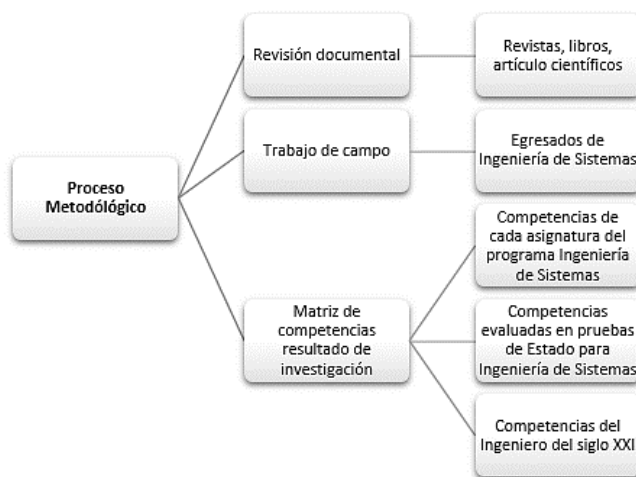 Proceso
Metodólógico
Revisión documental
Revistas, libros,
artículo científicos
Trabajo de campo
Egresados de
Ingeniería de Sistemas
Matriz de
competencias
resultado de
investigación
Competencias de
cada asignatura del
programa Ingeniería
de Sistemas
Competencias
evaluadas en pruebas
de Estado para
Ingeniería de Sistemas
Competencias del
Ingeniero del siglo XXI